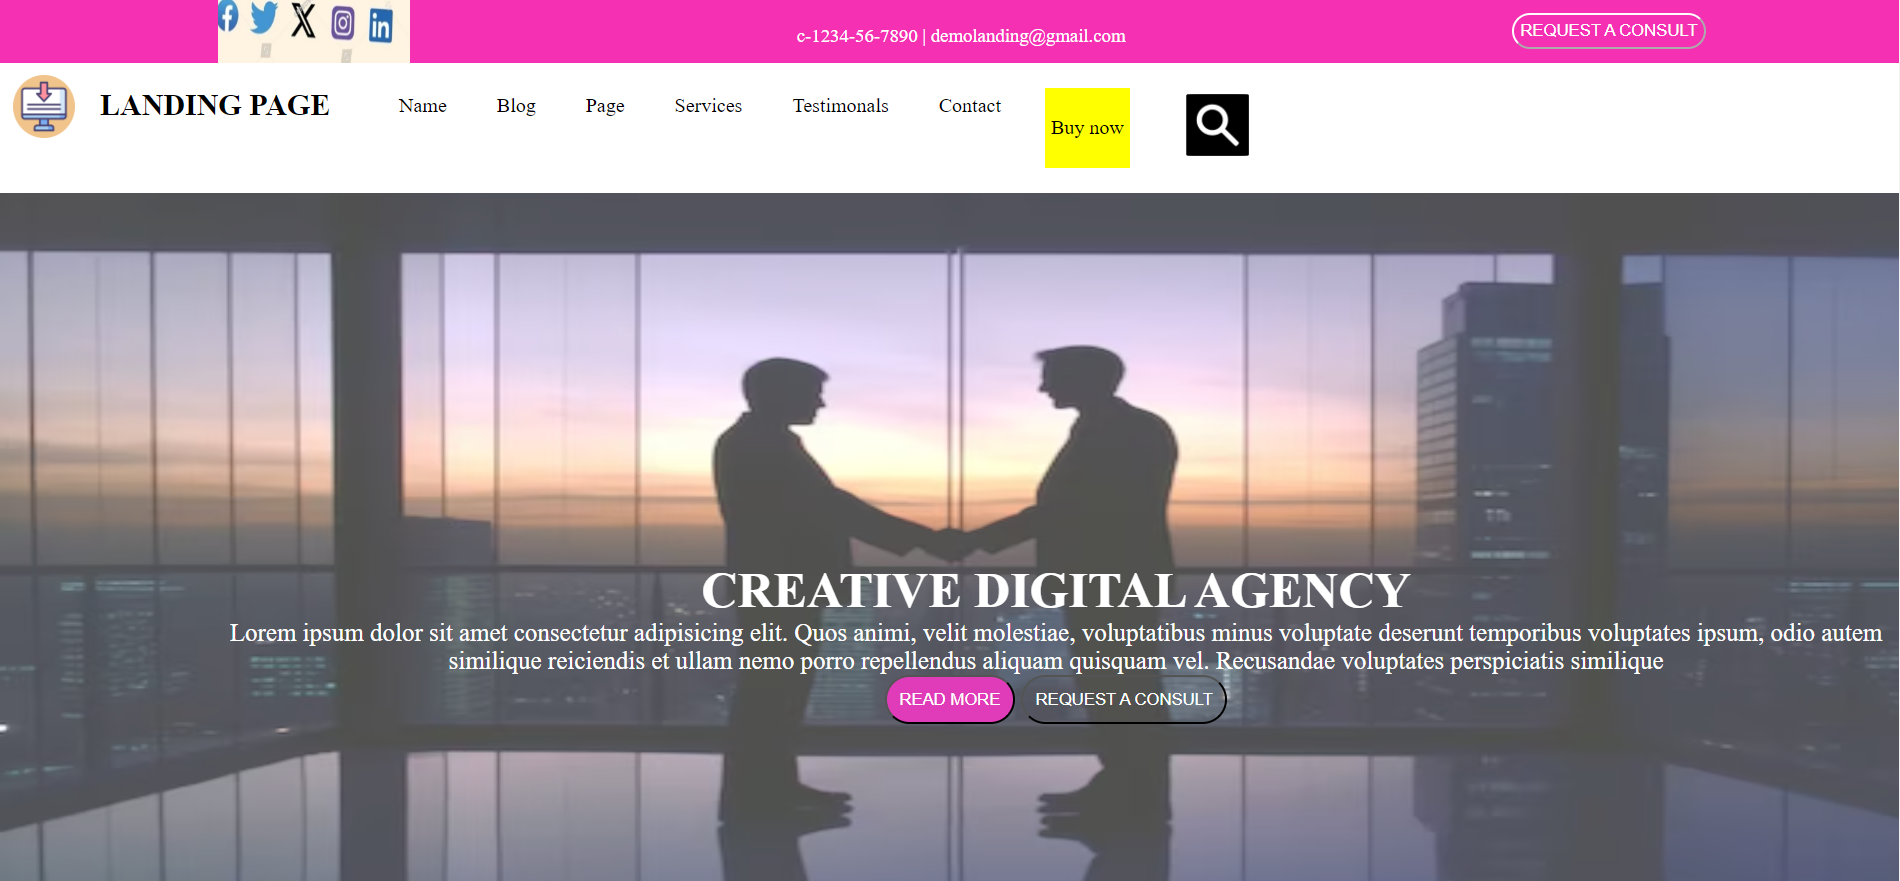 c-1234-56-7890 | demolanding@gmail.com
REQUEST A CONSULT
LANDING PAGE
Name
Blog
Page
Services
Testimonals
Contact
Buy now
CREATIVE DIGITAL AGENCY
Lorem ipsum dolor sit amet consectetur adipisicing elit. Quos animi, velit molestiae, voluptatibus minus voluptate deserunt temporibus voluptates ipsum, odio autem
similique reiciendis et ullam nemo porro repellendus aliquam quisquam vel. Recusandae voluptates perspiciatis similique
READ MORE
REQUEST A CONSULT